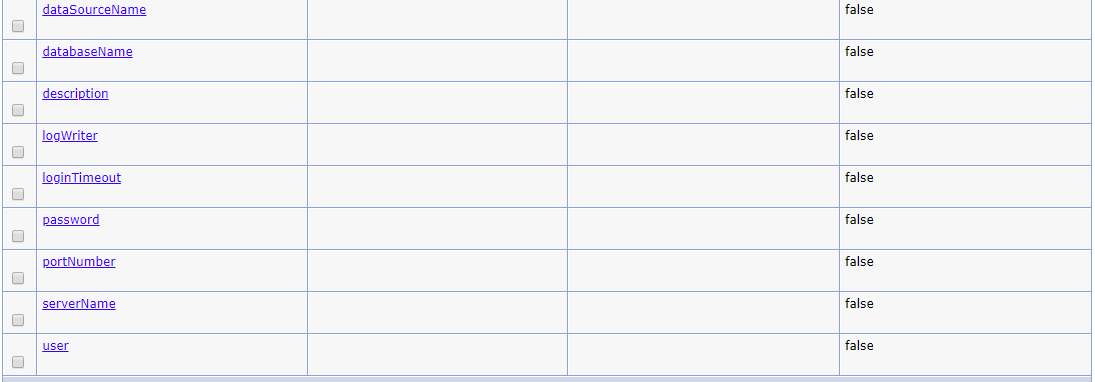 dataSourceName false
databaseName false
description false
logWriter false
loginTimeout false
password false
portNumber false
serverName false
user false